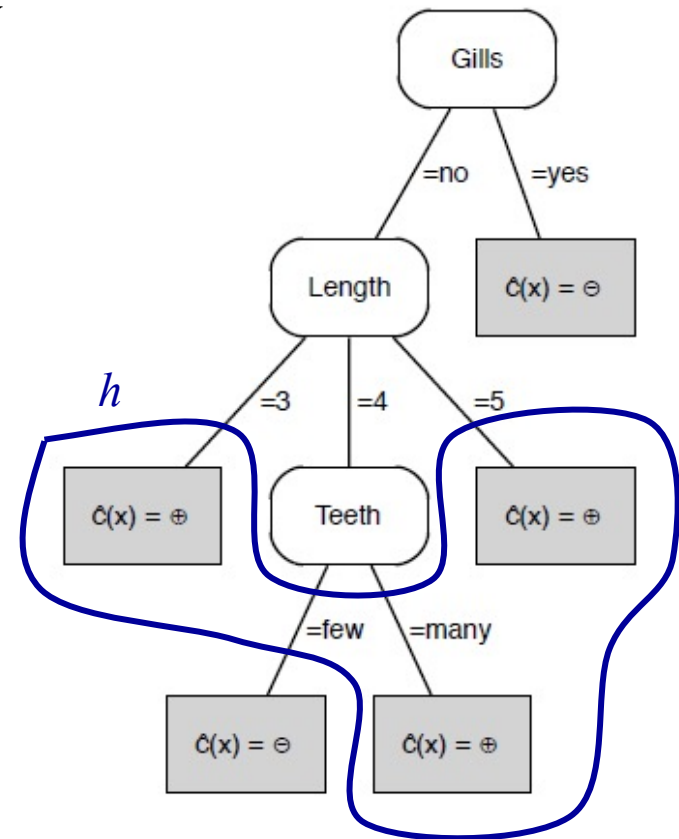 Gills
=no =yes
Length ĉ(x) = ⊖
h
=3 =4 =5
ĉ(x) = ⊕ Teeth ĉ(x) = ⊕
=few =many
ĉ(x) = ⊖ ĉ(x) = ⊕